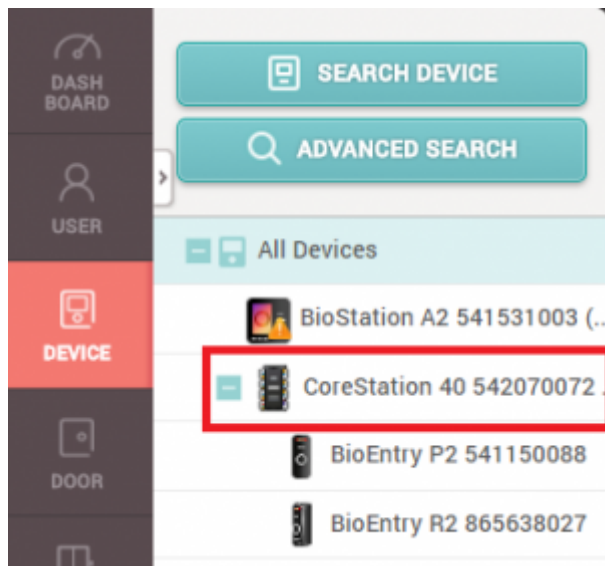 DASH
BOARD
USER
DEVICE
DOOR
SEARCH DEVICE
ADVANCED SEARCH
All Devices
BioStation A2 541531003 (...
CoreStation 40 542070072 .
BioEntry P2 541150088
BioEntry R2 865638027